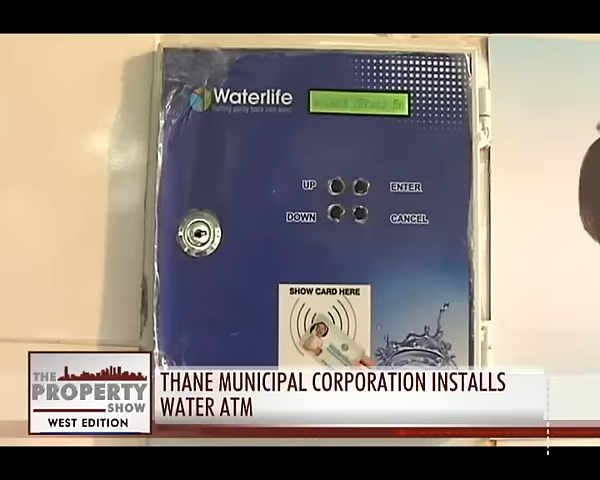 Waterlife
UP
ENTER
DOWN
CANCEL
SHOW CARD HERE
THE
PROPERTY
SHOW
WEST EDITION
THANE MUNICIPAL CORPORATION INSTALLS
WATER ATM